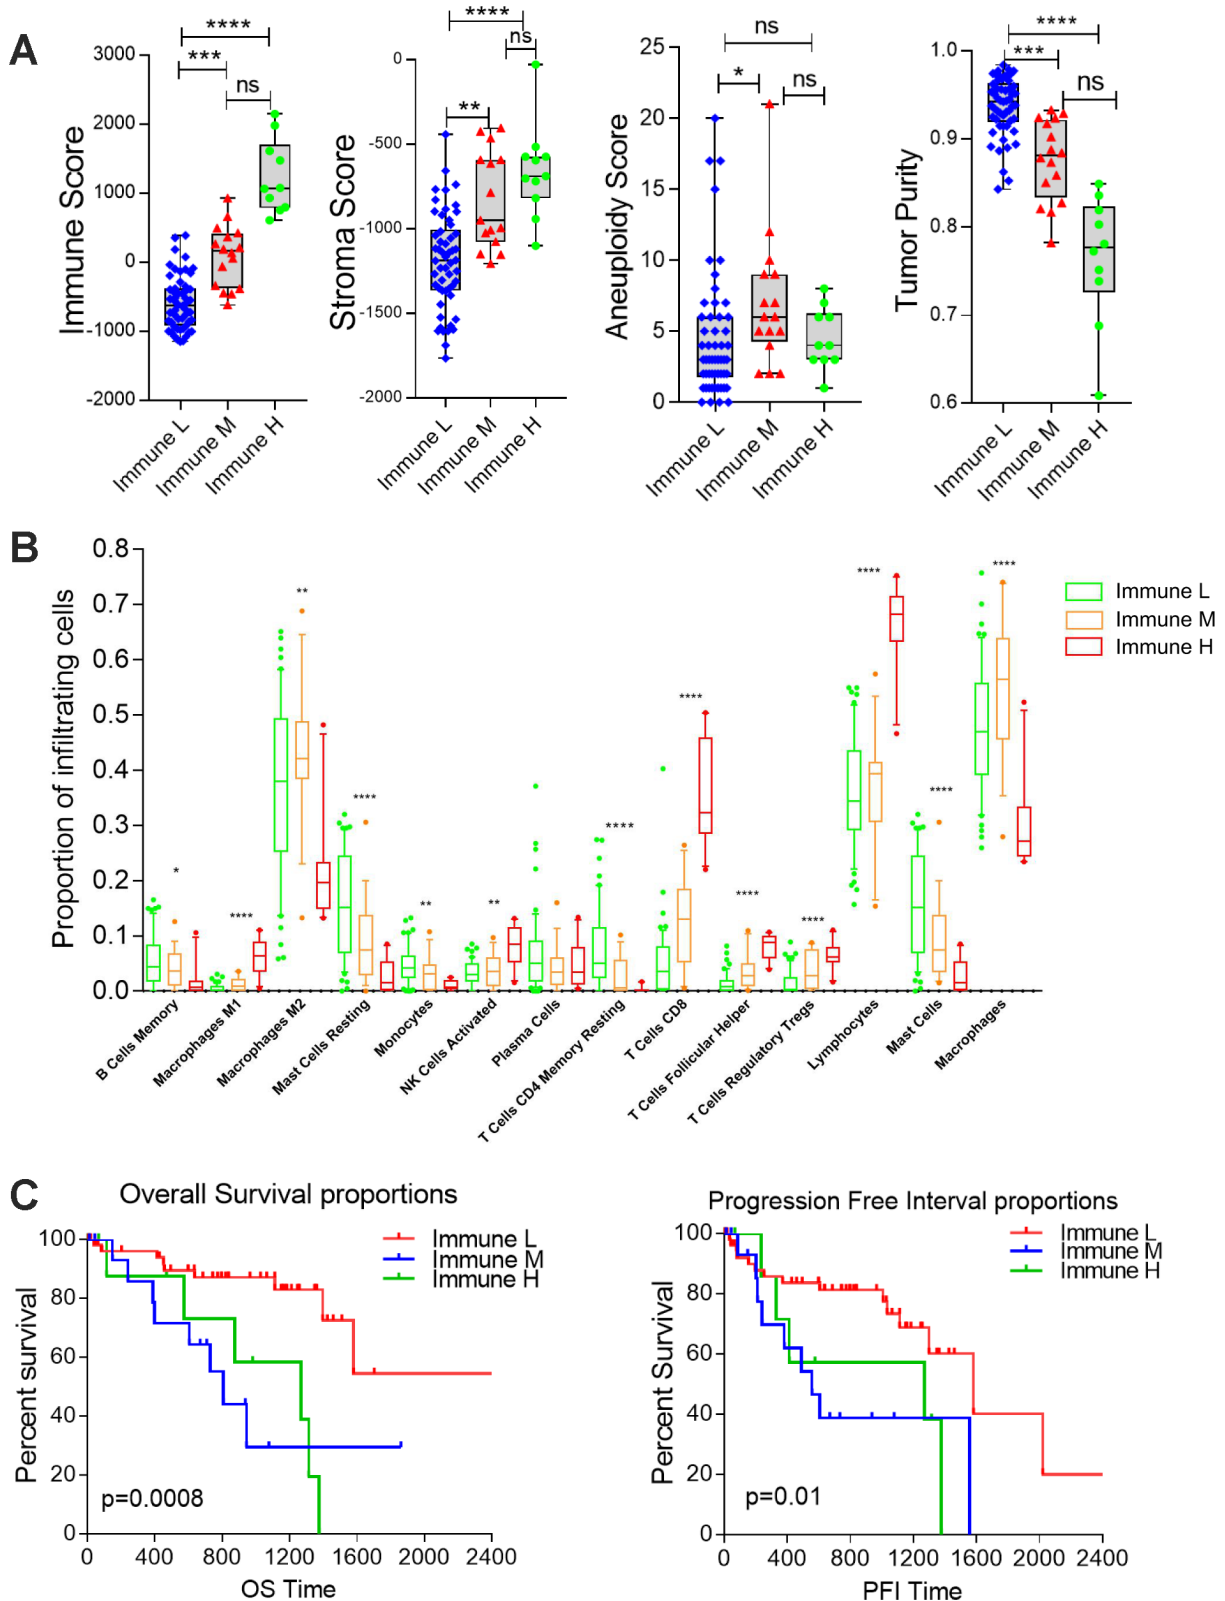 A
****
***
ns
3000
2000
1000
0
-1000
-2000
Immune Score
Immune L
Immune M
Immune H
****
ns
**
-0
-500
-1000
-1500
-2000
Stroma Score
Immune L
Immune M
Immune H
ns
*
ns
25
20
15
10
5
0
Aneuploidy Score
Immune L
Immune M
Immune H
****
***
ns
1.0
0.9
0.8
0.7
0.6
Tumor Purity
Immune L
Immune M
Immune H
B
0.8
0.7
0.6
0.5
0.4
0.3
0.2
0.1
0.0
Proportion of infiltrating cells
*
****
**
****
**
**
****
****
****
****
****
****
****
Immune L
Immune M
Immune H
B Cells Memory
Macrophages M1
Macrophages M2
Mast Cells Resting
Monocytes
NK Cells Activated
Plasma Cells
T Cells CD4 Memory Resting
T Cells CD8
T Cells Follicular Helper
T Cells Regulatory Tregs
Lymphocytes
Mast Cells
Macrophages
C
Overall Survival proportions
Immune L
Immune M
Immune H
100
80
60
40
20
0
Percent survival
p=0.0008
0 400 800 1200 1600 2000 2400
OS Time
Progression Free Interval proportions
Immune L
Immune M
Immune H
100
80
60
40
20
0
Percent Survival
p=0.01
0 400 800 1200 1600 2000 2400
PFI Time